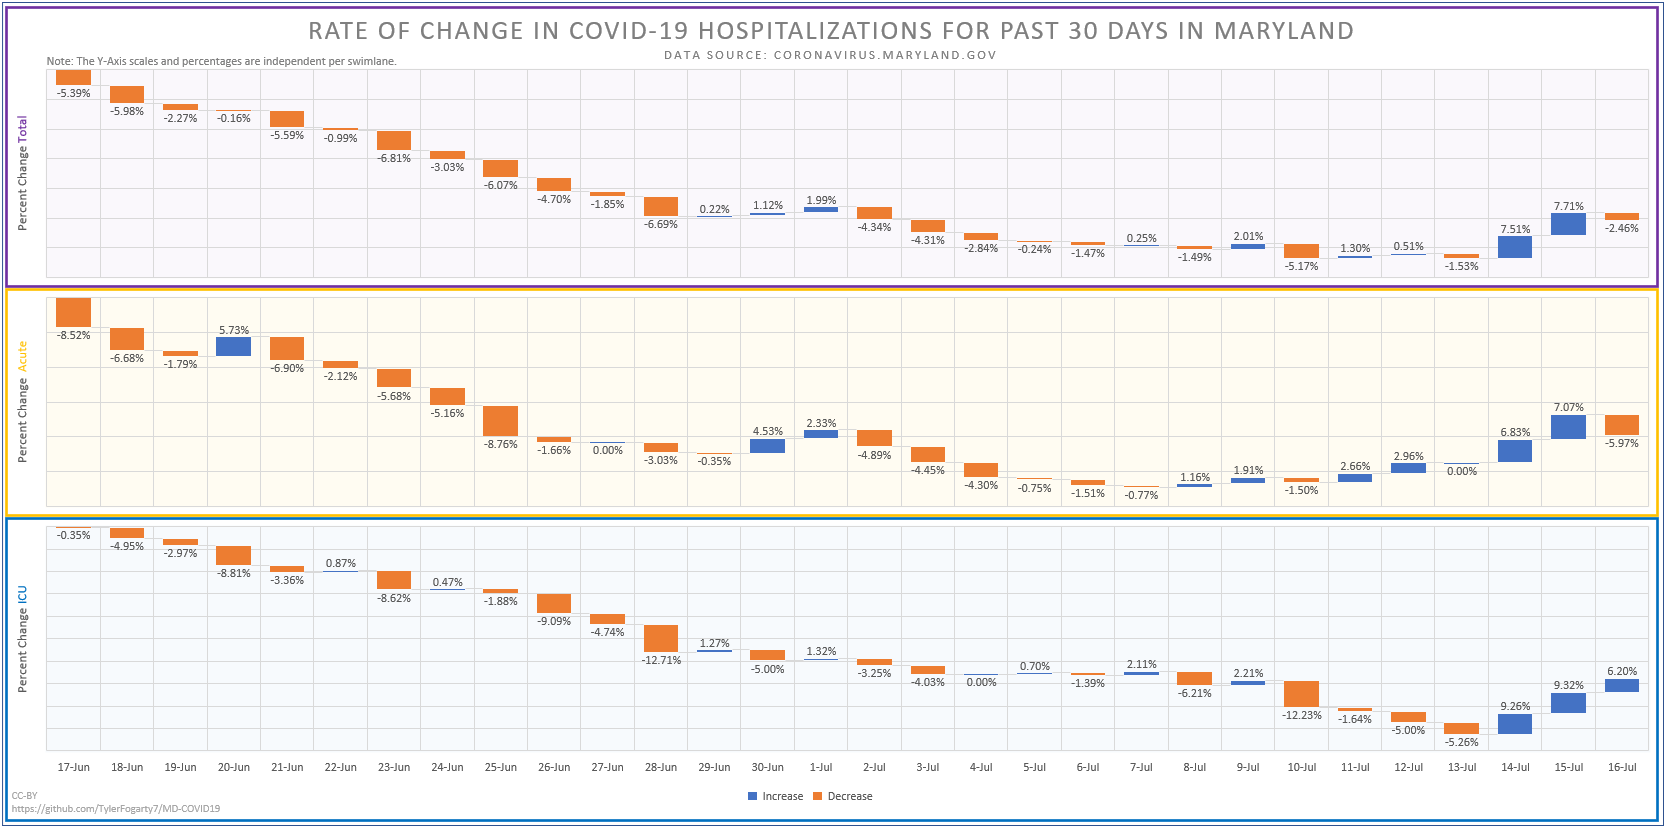 RATE OF CHANGE IN COVID-19 HOSPITALIZATIONS FOR PAST 30 DAYS IN MARYLAND
DATA SOURCE: CORONAVIRUS.MARYLAND.GOV
Note: The Y-Axis scales and percentages are independent per swimlane.
Percent Change Total
-5.39% -5.98% -2.27% -0.16% -5.59% -0.99% -6.81% -3.03% -6.07% -4.70% -1.85% -6.69% 0.22% 1.12% 1.99% -4.34% -4.31% -2.84% -0.24% -1.47% 0.25% -1.49% 2.01% -5.17% 1.30% 0.51% -1.53% 7.51% 7.71% -2.46%
Percent Change Acute
-8.52% -6.68% -1.79% 5.73% -6.90% -2.12% -5.68% -5.16% -8.76% -1.66% 0.00% -3.03% -0.35% 4.53% 2.33% -4.89% -4.45% -4.30% -0.75% -1.51% -0.77% 1.16% 1.91% -1.50% 2.66% 2.96% 0.00% 6.83% 7.07% -5.97%
Percent Change ICU
-0.35% -4.95% -2.97% -8.81% -3.36% 0.87% -8.62% 0.47% -1.88% -9.09% -4.74% -12.71% 1.27% -5.00% 1.32% -3.25% -4.03% 0.00% 0.70% -1.39% 2.11% -6.21% 2.21% -12.23% -1.64% -5.00% -5.26% 9.26% 9.32% 6.20%
17-Jun 18-Jun 19-Jun 20-Jun 21-Jun 22-Jun 23-Jun 24-Jun 25-Jun 26-Jun 27-Jun 28-Jun 29-Jun 30-Jun 1-Jul 2-Jul 3-Jul 4-Jul 5-Jul 6-Jul 7-Jul 8-Jul 9-Jul 10-Jul 11-Jul 12-Jul 13-Jul 14-Jul 15-Jul 16-Jul
Increase Decrease
CC-BY
https://github.com/TylerFogarty7/MD-COVID19